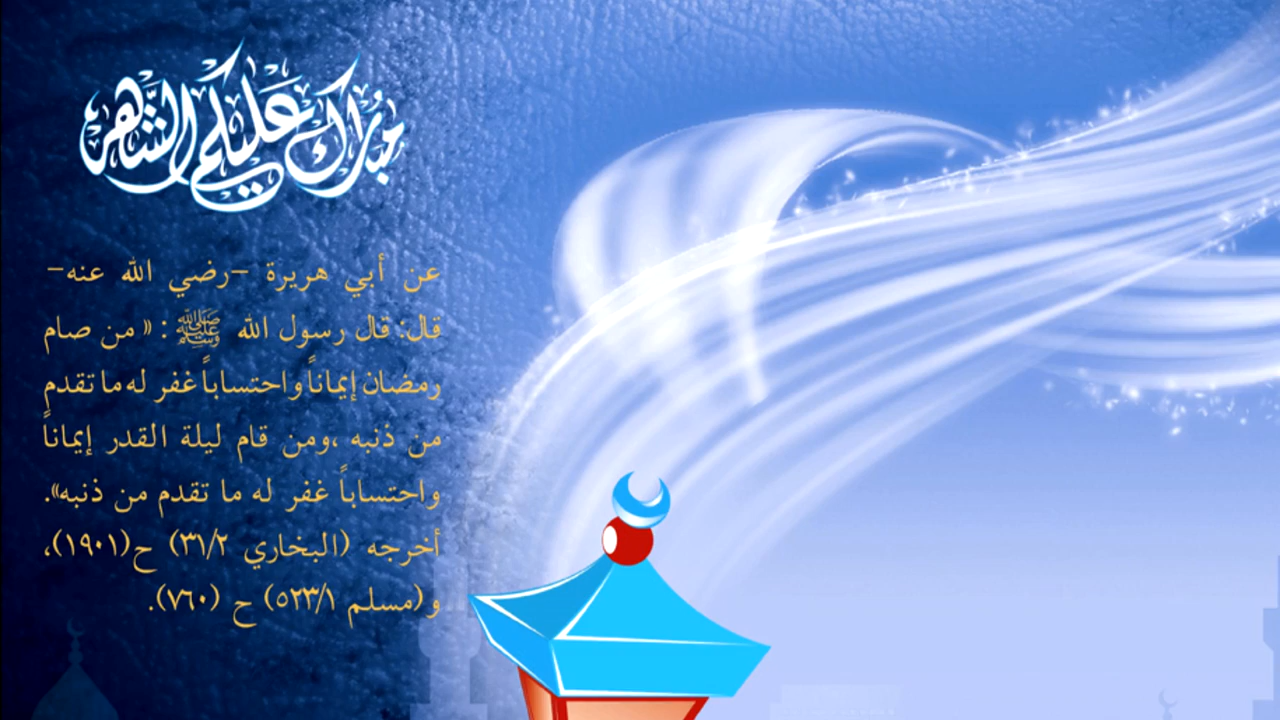 مبارك عليكم الشهر
عن أبي هريرة -رضي الله عنه-
قال: قال رسول الله ﷺ : « من صام
رمضان إيماناً واحتساباً غفر له ما تقدم
من ذنبه ،ومن قام ليلة القدر إيماناً
واحتساباً غفر له ما تقدم من ذنبه».
أخرجه (البخاري ٣١/٢) ح(١٩٠١)،
و(مسلم ٥٢٣/١) ح (٧٦٠).